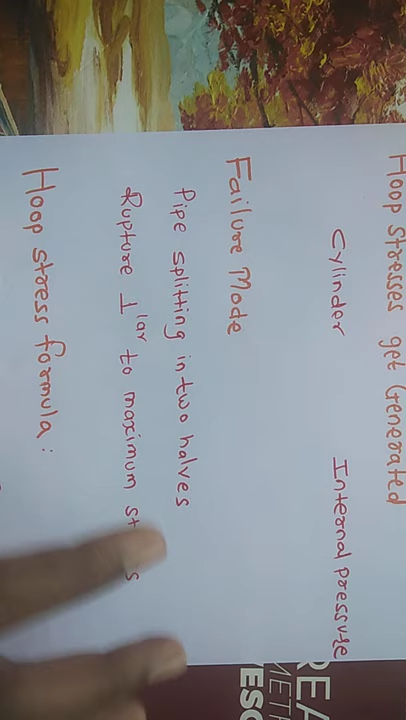 Hoop Stresses get Generated
Cylinder Internal pressure
Failure Mode
Pipe splitting in two halves
Rupture ⊥lar to maximum
Hoop stress formula: